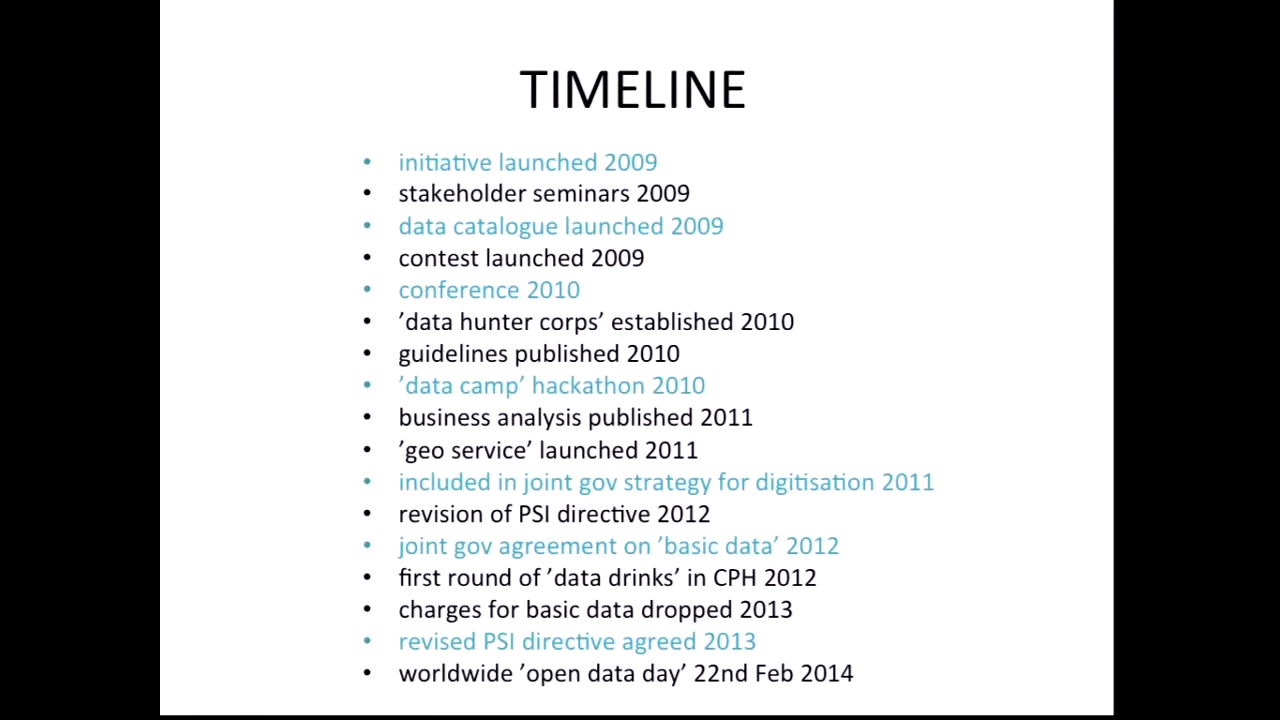 TIMELINE
• initiative launched 2009
• stakeholder seminars 2009
• data catalogue launched 2009
• contest launched 2009
• conference 2010
• ’data hunter corps’ established 2010
• guidelines published 2010
• ’data camp’ hackathon 2010
• business analysis published 2011
• ’geo service’ launched 2011
• included in joint gov strategy for digitisation 2011
• revision of PSI directive 2012
• joint gov agreement on ’basic data’ 2012
• first round of ’data drinks’ in CPH 2012
• charges for basic data dropped 2013
• revised PSI directive agreed 2013
• worldwide ’open data day’ 22nd Feb 2014